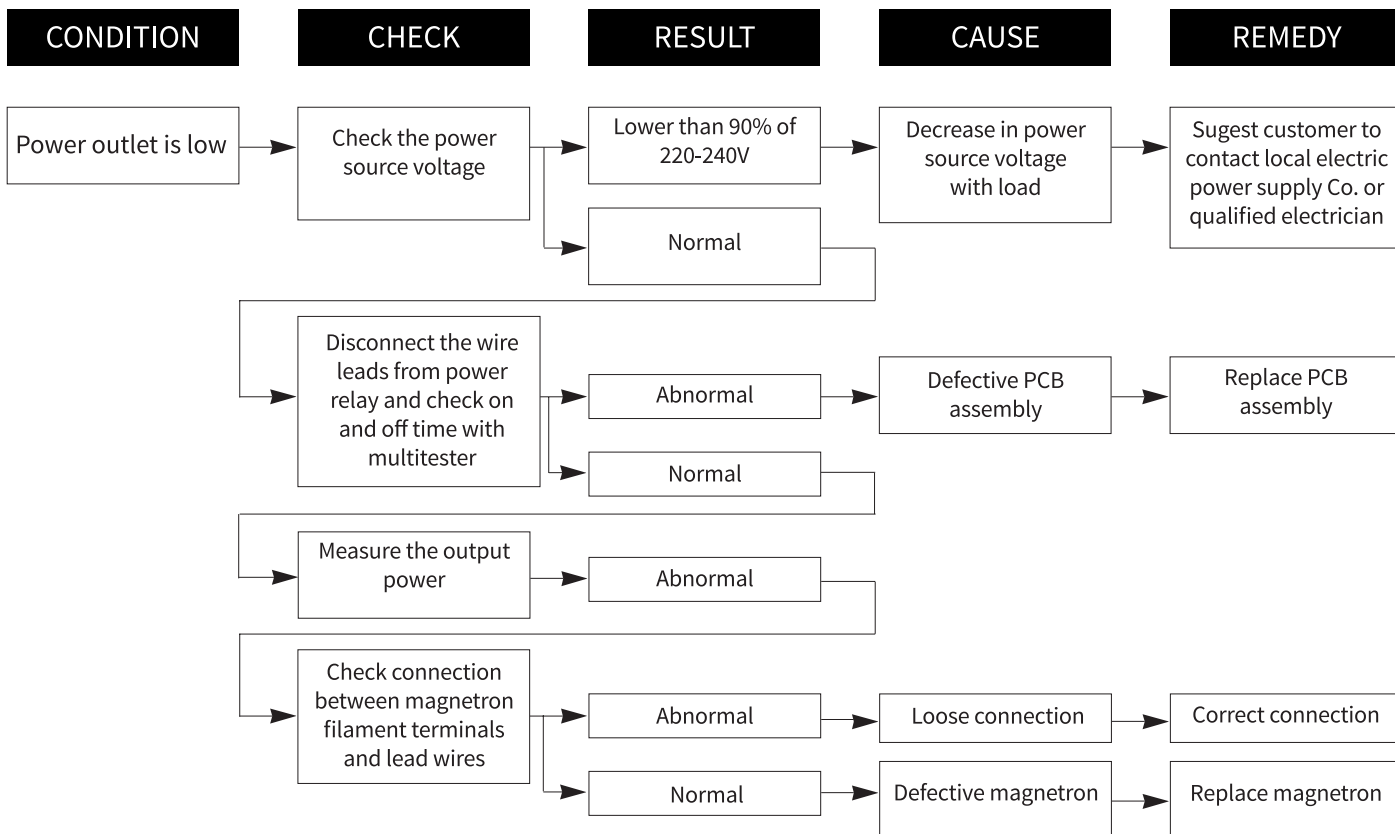 CONDITION
CHECK
RESULT
CAUSE
REMEDY
Power outlet is low
Check the power
source voltage
Lower than 90% of
220-240V
Decrease in power
source voltage
with load
Sugest customer to
contact local electric
power supply Co. or
qualified electrician
Normal
Disconnect the wire
leads from power
relay and check on
and off time with
multitester
Abnormal
Defective PCB
assembly
Replace PCB
assembly
Normal
Measure the output
power
Abnormal
Check connection
between magnetron
filament terminals
and lead wires
Abnormal
Loose connection
Correct connection
Normal
Defective magnetron
Replace magnetron